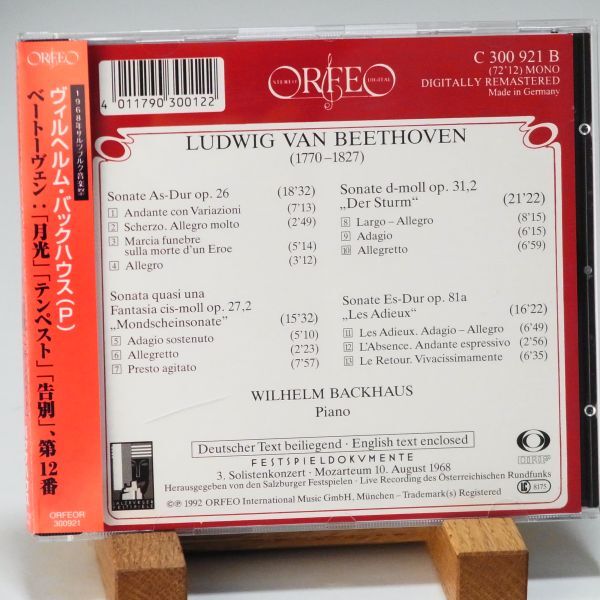 ORFEO
1968年ザルツブルク音楽祭
ヴィルヘルム・バックハウス(P)
ベートーヴェン:「月光」「テンペスト」「告別」、第12番
ORFEOR
300921
4 011790 300122
STEREO ORFEO DIGITAL
C 300 921 B
(72'12) MONO
DIGITALLY REMASTERED
Made in Germany
LUDWIG VAN BEETHOVEN
(1770–1827)
Sonate As-Dur op. 26 (18'32)
1 Andante con Variazioni (7'13)
2 Scherzo. Allegro molto (2'49)
3 Marcia funebre
sulla morte d'un Eroe (5'14)
4 Allegro (3'12)
Sonata quasi una
Fantasia cis-moll op. 27,2
„Mondscheinsonate“ (15'32)
5 Adagio sostenuto (5'10)
6 Allegretto (2'23)
7 Presto agitato (7'57)
Sonate d-moll op. 31,2
„Der Sturm“ (21'22)
8 Largo – Allegro (8'15)
9 Adagio (6'15)
10 Allegretto (6'59)
Sonate Es-Dur op. 81a
„Les Adieux“ (16'22)
11 Les Adieux. Adagio – Allegro (6'49)
12 L'Absence. Andante espressivo (2'56)
13 Le Retour. Vivacissimamente (6'35)
WILHELM BACKHAUS
Piano
Deutscher Text beiliegend · English text enclosed
FESTSPIELDOKUMENTE
3. Solistenkonzert · Mozarteum 10. August 1968
Herausgegeben von den Salzburger Festspielen · Live Recording des Österreichischen Rundfunks
©℗ 1992 ORFEO International Music GmbH, München – Trademark(s) Registered
SALZBURGER
FESTSPIELE
ORF
LC 8175